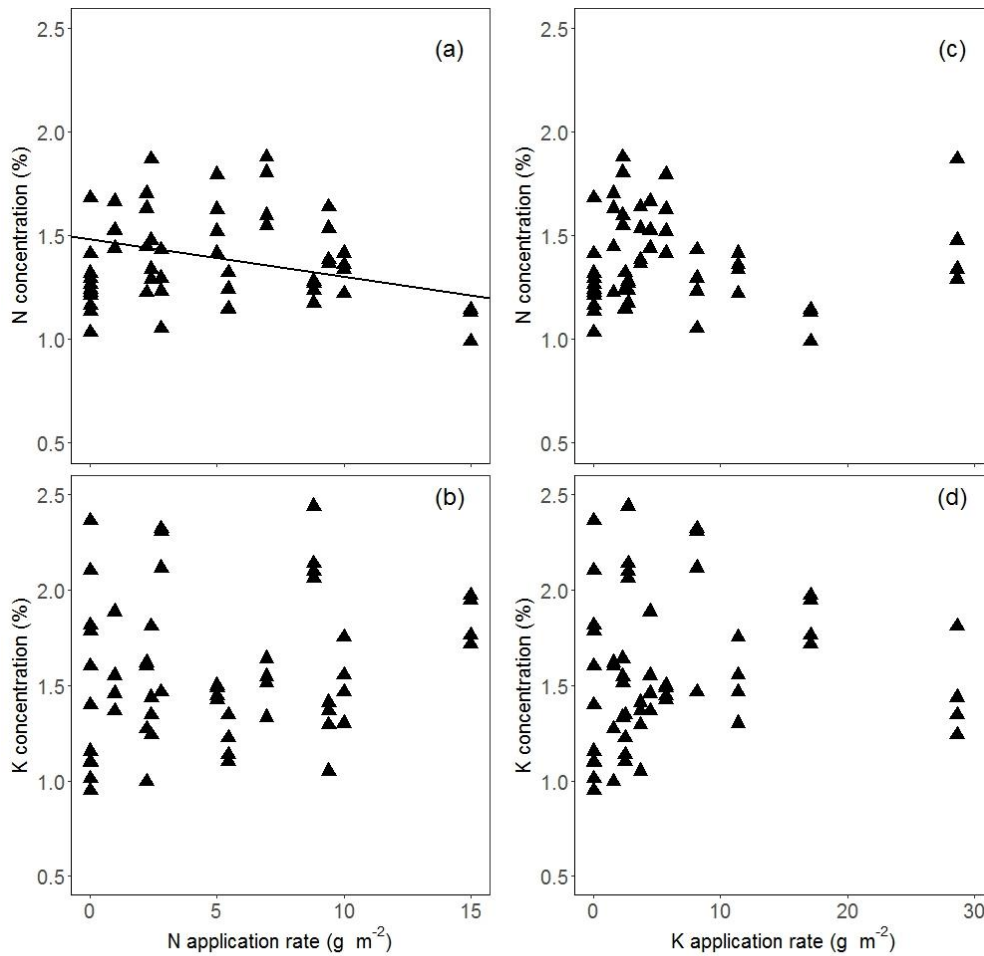 (a)
N concentration (%)
2.5
2.0
1.5
1.0
0.5
(c)
N concentration (%)
2.5
2.0
1.5
1.0
0.5
(b)
K concentration (%)
2.5
2.0
1.5
1.0
0.5
0 5 10 15
N application rate (g m⁻²)
(d)
K concentration (%)
2.5
2.0
1.5
1.0
0.5
0 10 20 30
K application rate (g m⁻²)